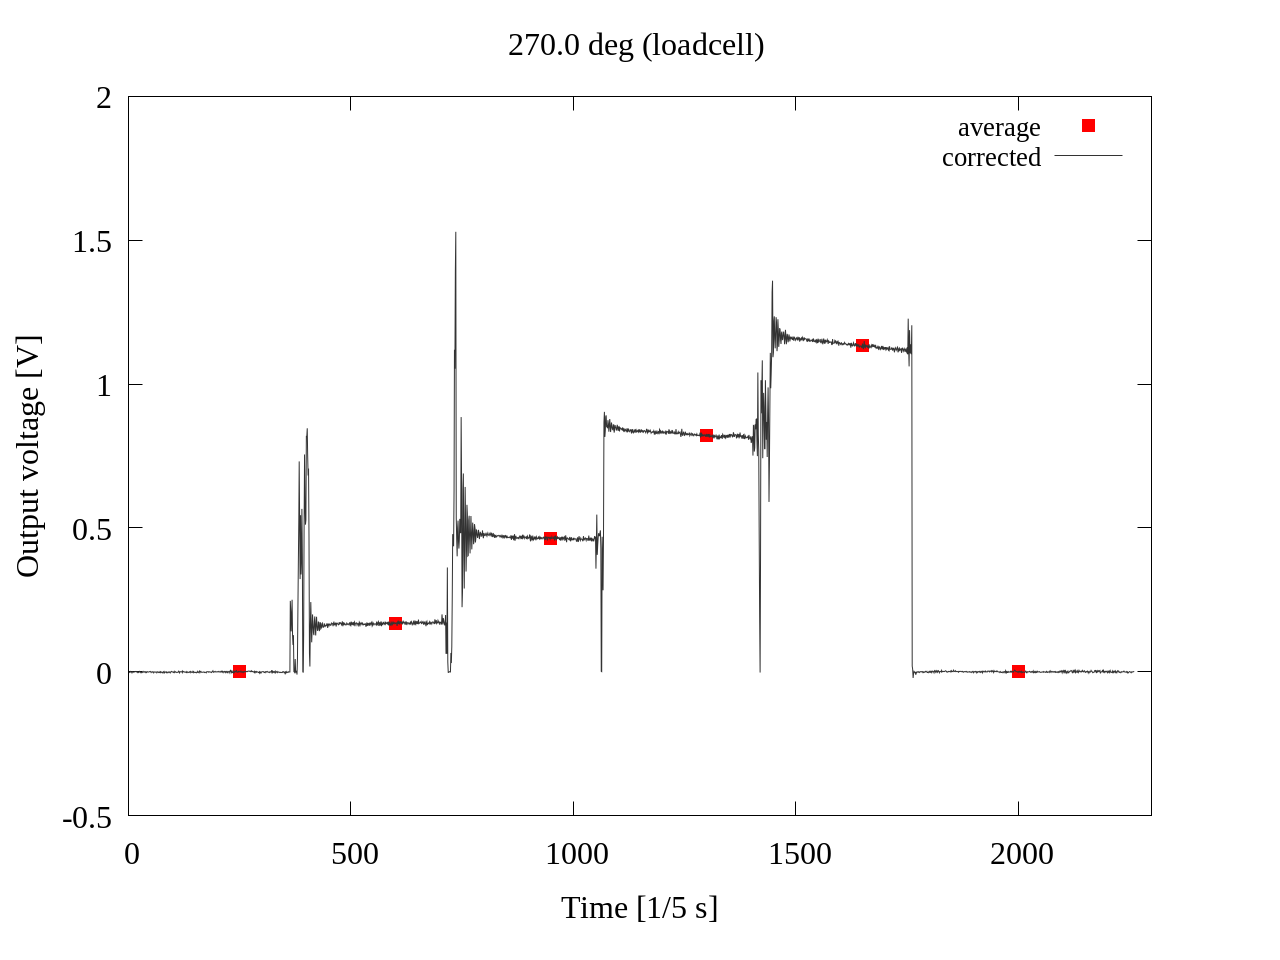 270.0 deg (loadcell)
average
corrected
2
1.5
1
0.5
0
-0.5
Output voltage [V]
0 500 1000 1500 2000
Time [1/5 s]